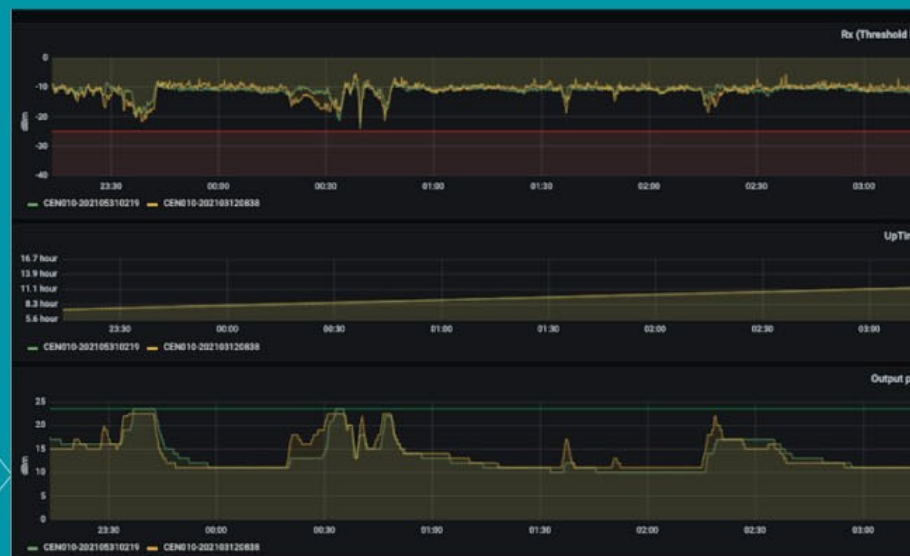 Rx (Threshold
0
-10
-20
-30
-40
dBm
23:30 00:00 00:30 01:00 01:30 02:00 02:30 03:00
CEN010-202105310219 CEN010-202103120838
UpTim
16.7 hour
13.9 hour
11.1 hour
8.3 hour
5.6 hour
23:30 00:00 00:30 01:00 01:30 02:00 02:30 03:00
CEN010-202105310219 CEN010-202103120838
Output p
25
20
15
10
5
0
dBm
23:30 00:00 00:30 01:00 01:30 02:00 02:30 03:00
CEN010-202105310219 CEN010-202103120838